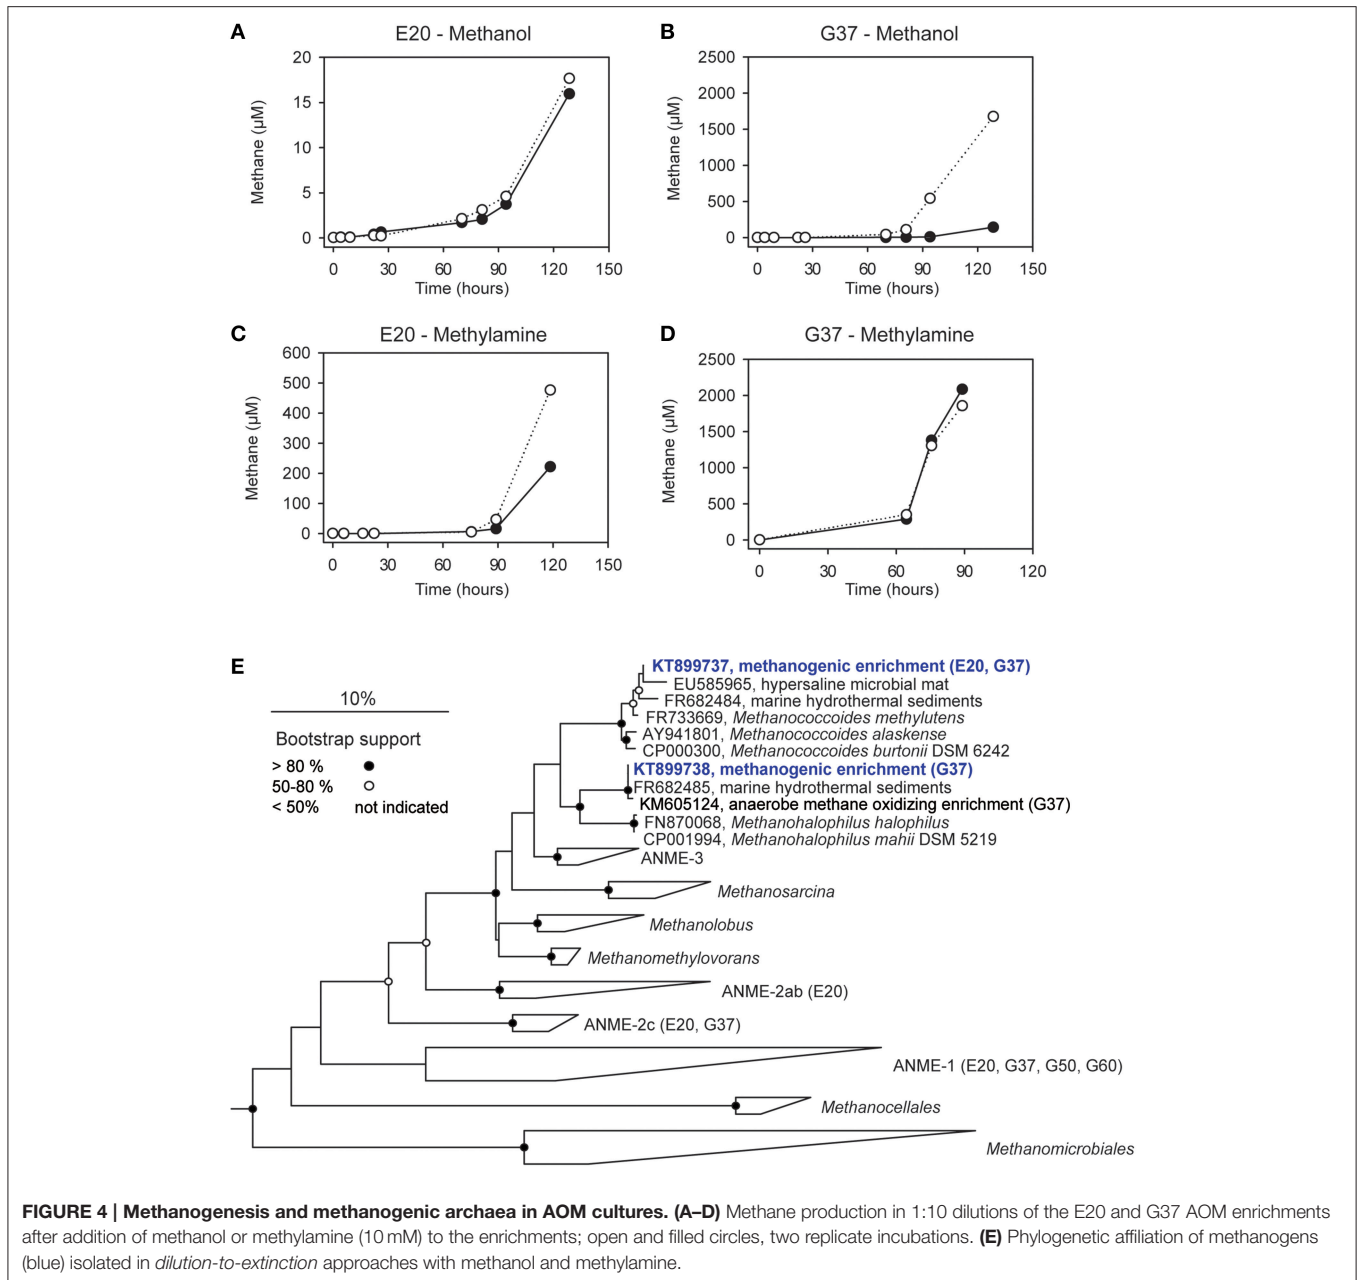 A
E20 - Methanol
Methane (µM)
20
15
10
5
0
0 30 60 90 120 150
Time (hours)
B
G37 - Methanol
Methane (µM)
2500
2000
1500
1000
500
0
0 30 60 90 120 150
Time (hours)
C
E20 - Methylamine
Methane (µM)
600
500
400
300
200
100
0
0 30 60 90 120 150
Time (hours)
D
G37 - Methylamine
Methane (µM)
2500
2000
1500
1000
500
0
0 30 60 90 120
Time (hours)
E
10%
Bootstrap support
> 80 %
50-80 %
< 50% not indicated
KT899737, methanogenic enrichment (E20, G37)
EU585965, hypersaline microbial mat
FR682484, marine hydrothermal sediments
FR733669, Methanococcoides methylutens
AY941801, Methanococcoides alaskense
CP000300, Methanococcoides burtonii DSM 6242
KT899738, methanogenic enrichment (G37)
FR682485, marine hydrothermal sediments
KM605124, anaerobe methane oxidizing enrichment (G37)
FN870068, Methanohalophilus halophilus
CP001994, Methanohalophilus mahii DSM 5219
ANME-3
Methanosarcina
Methanolobus
Methanomethylovorans
ANME-2ab (E20)
ANME-2c (E20, G37)
ANME-1 (E20, G37, G50, G60)
Methanocellales
Methanomicrobiales
FIGURE 4 | Methanogenesis and methanogenic archaea in AOM cultures. (A–D) Methane production in 1:10 dilutions of the E20 and G37 AOM enrichments
after addition of methanol or methylamine (10 mM) to the enrichments; open and filled circles, two replicate incubations. (E) Phylogenetic affiliation of methanogens
(blue) isolated in dilution-to-extinction approaches with methanol and methylamine.